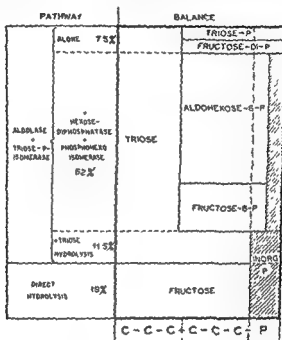 PATHWAY
BALANCE
ALONE 7.5%
TRIOSE-P
FRUCTOSE-DI-P
ALDOLASE
+
TRIOSE-P-
ISOMERASE
+
HEXOSE-
DIPHOSPHATASE
+
PHOSPHOHEXO
ISOMERASE
62%
TRIOSE
ALDOHEXOSE-6-P
FRUCTOSE-6-P
+TRIOSE
HYDROLYSIS
11.5%
INORG
P
DIRECT
HYDROLYSIS
19%
FRUCTOSE
C-C-C-C-C-C-P